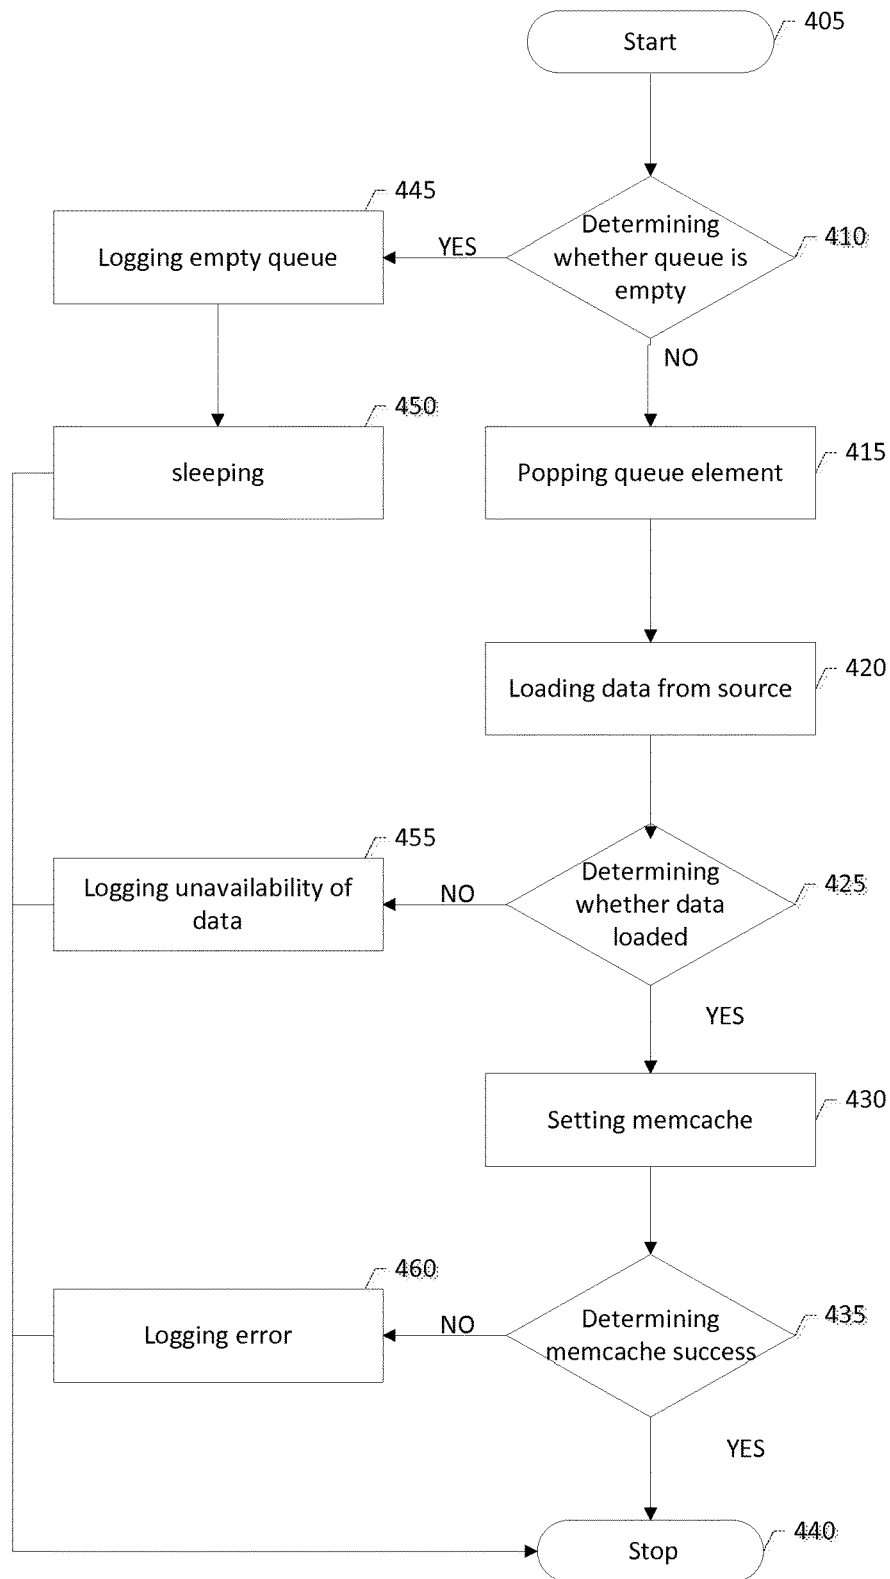 Start
405
445
Logging empty queue
YES
Determining
whether queue is
empty
410
NO
450
sleeping
Popping queue element
415
Loading data from source
420
455
Logging unavailability of
data
NO
Determining
whether data
loaded
425
YES
Setting memcache
430
460
Logging error
NO
Determining
memcache success
435
YES
Stop
440